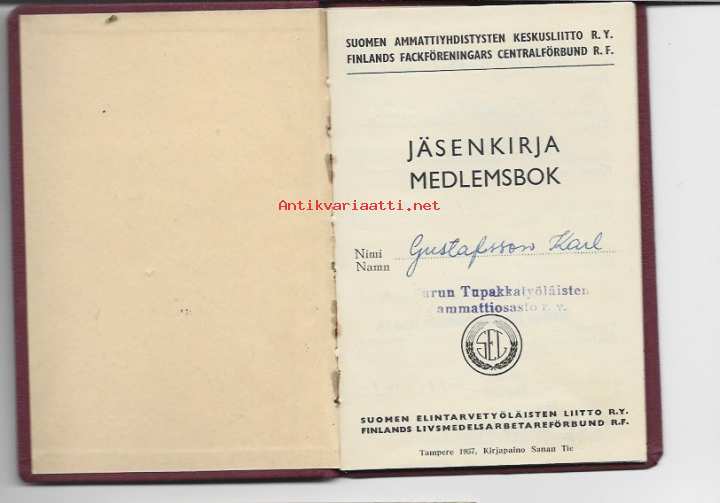 SUOMEN AMMATTIYHDISTYSTEN KESKUSLIITTO R. Y.
FINLANDS FACKFÖRENINGARS CENTRALFÖRBUND R. F.
JÄSENKIRJA
MEDLEMSBOK
Antikvariaatti.net
Nimi Gustafsson Karl
Namn
urun Tupakkatyöläisten
ammattiosasto r. y.
SEL
SUOMEN ELINTARVETYÖLÄISTEN LIITTO R.Y.
FINLANDS LIVSMEDELSARBETAREFÖRBUND R.F.
Tampere 1957, Kirjapaino Sanan Tie